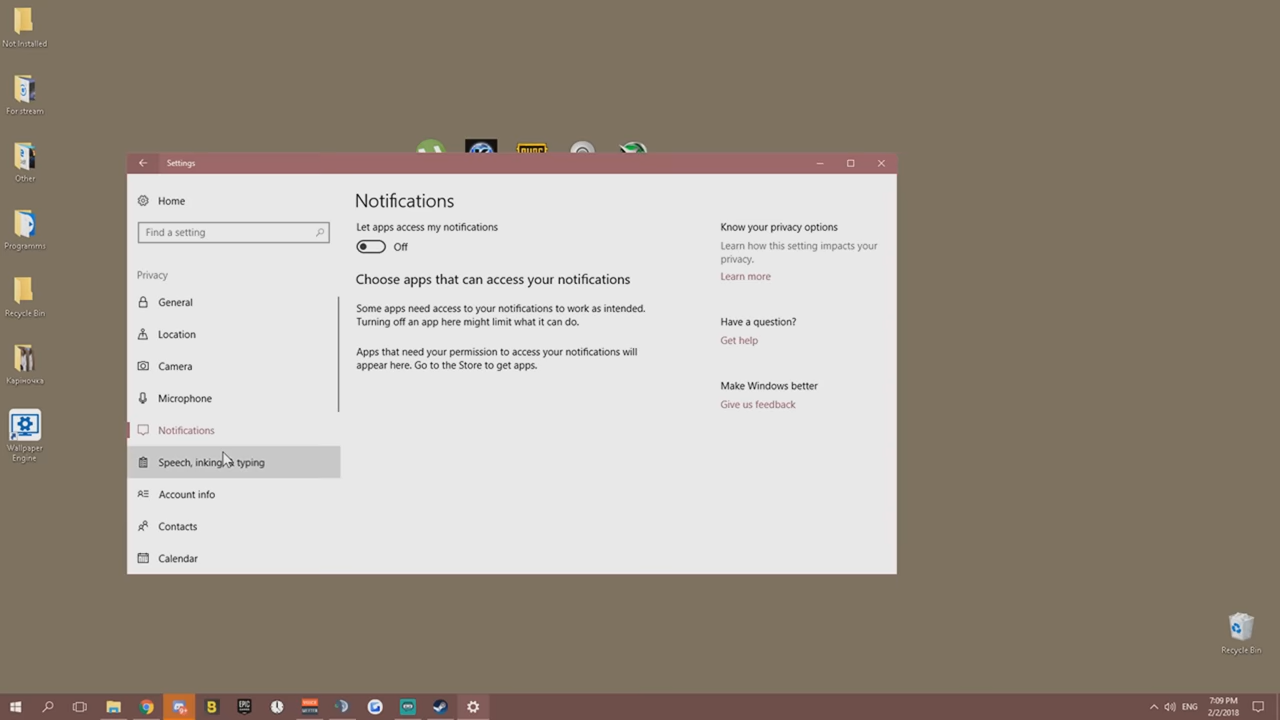 Not Installed
For stream
Other
Programms
Recycle Bin
Каріночка
Wallpaper
Engine
PUBG
Settings
Home
Find a setting
Privacy
General
Location
Camera
Microphone
Notifications
Speech, inking, & typing
Account info
Contacts
Calendar
Notifications
Let apps access my notifications
Off
Choose apps that can access your notifications
Some apps need access to your notifications to work as intended.
Turning off an app here might limit what it can do.
Apps that need your permission to access your notifications will
appear here. Go to the Store to get apps.
Know your privacy options
Learn how this setting impacts your
privacy.
Learn more
Have a question?
Get help
Make Windows better
Give us feedback
Recycle Bin
EPIC
ENG
7:09 PM
2/2/2018